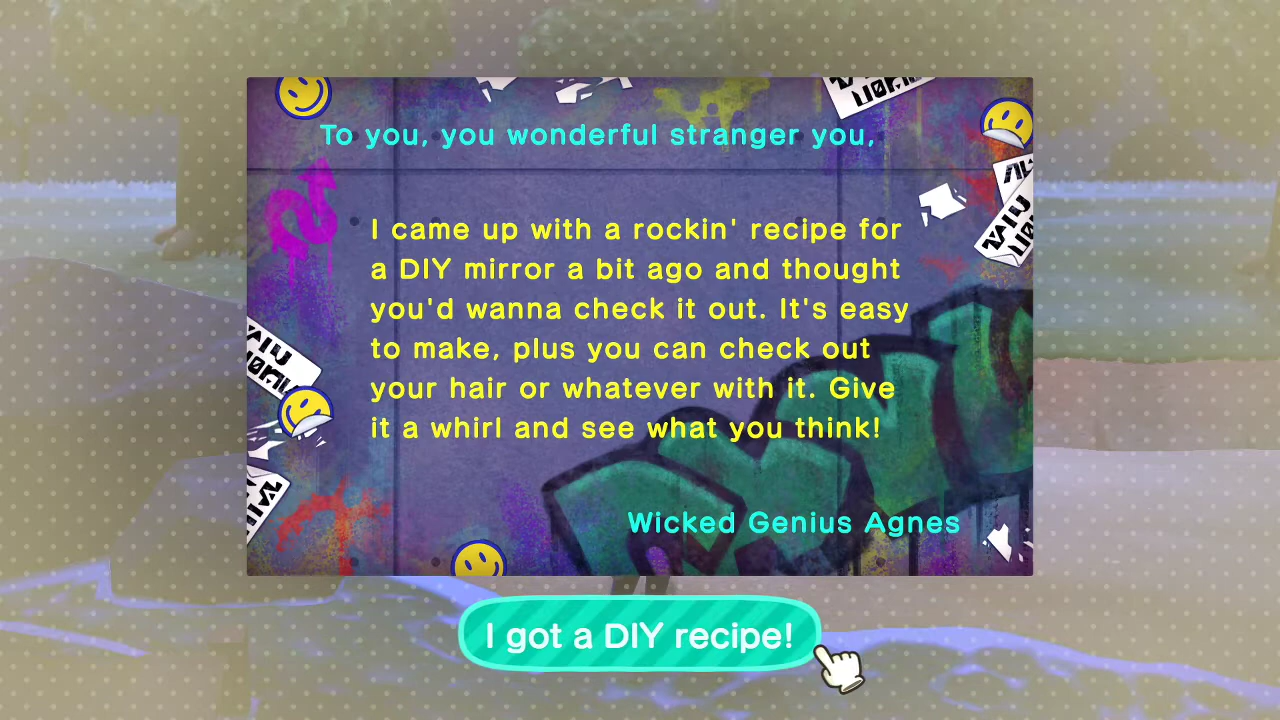 To you, you wonderful stranger you,
I came up with a rockin' recipe for
a DIY mirror a bit ago and thought
you'd wanna check it out. It's easy
to make, plus you can check out
your hair or whatever with it. Give
it a whirl and see what you think!
Wicked Genius Agnes
I got a DIY recipe!